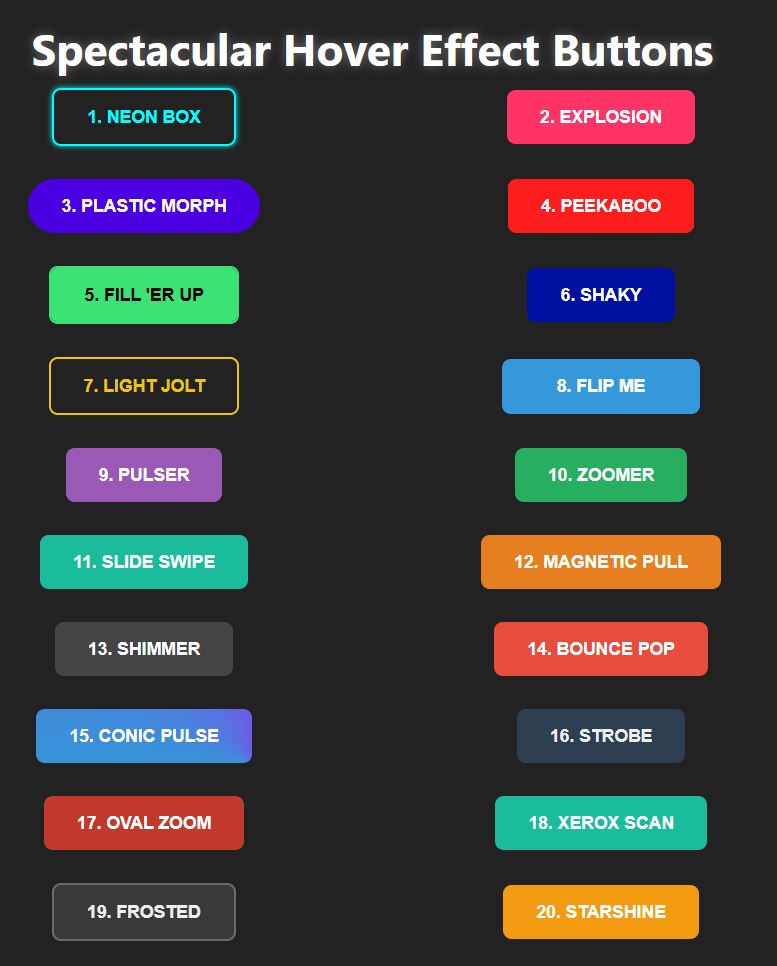 Spectacular Hover Effect Buttons
1. NEON BOX
2. EXPLOSION
3. PLASTIC MORPH
4. PEEKABOO
5. FILL 'ER UP
6. SHAKY
7. LIGHT JOLT
8. FLIP ME
9. PULSER
10. ZOOMER
11. SLIDE SWIPE
12. MAGNETIC PULL
13. SHIMMER
14. BOUNCE POP
15. CONIC PULSE
16. STROBE
17. OVAL ZOOM
18. XEROX SCAN
19. FROSTED
20. STARSHINE